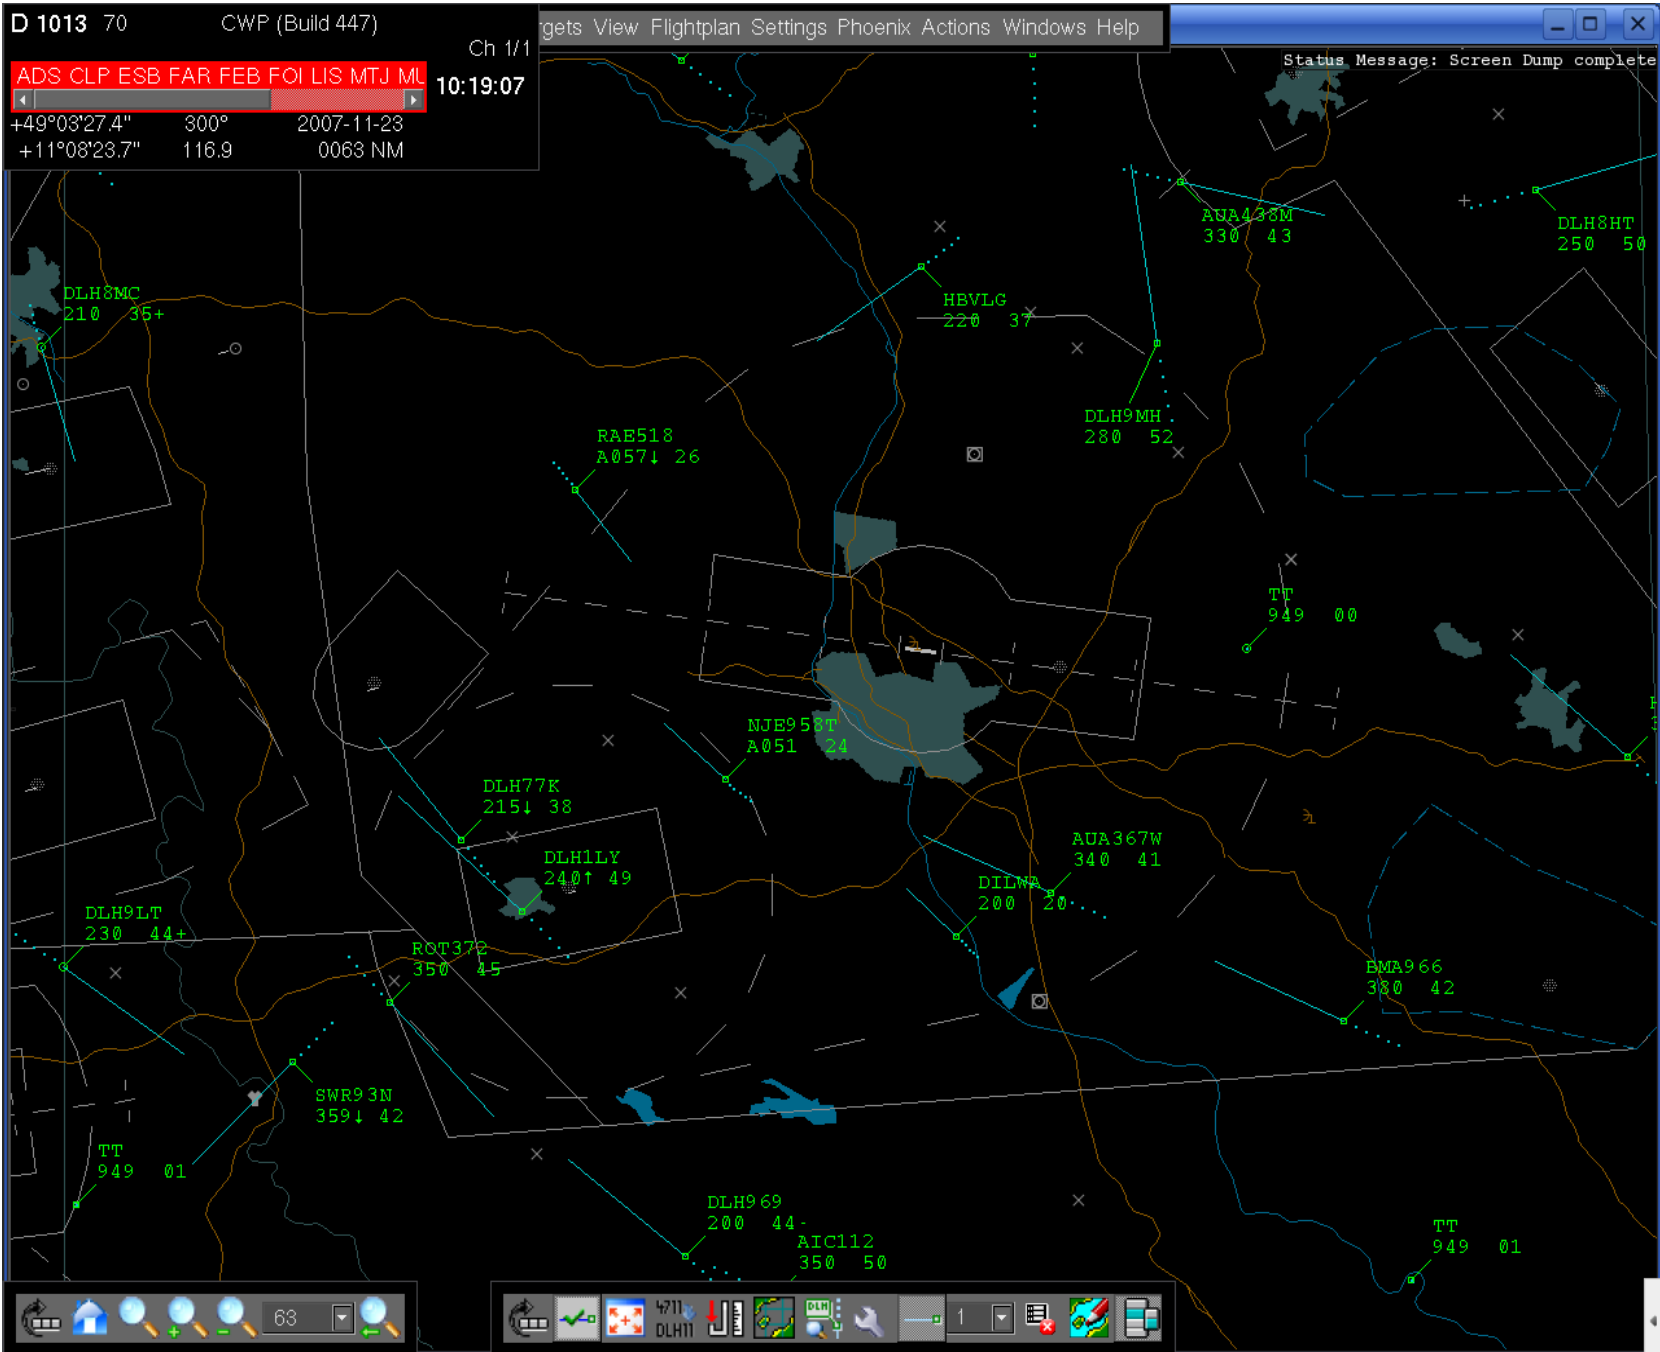 D 1013 70 CWP (Build 447)
Ch 1/1
ADS CLP ESB FAR FEB FOI LIS MTJ
10:19:07
+49°03'27.4" 300° 2007-11-23
+11°08'23.7" 116.9 0063 NM
gets View Flightplan Settings Phoenix Actions Windows Help
Status Message: Screen Dump complete
AUA438M
330 43
DLH8HT
250 50
DLH8MC
210 35+
HBVLG
220 37
DLH9MH
280 52
RAE518
A057↓ 26
TT
949 00
NJE958T
A051 24
DLH77K
215↓ 38
DLH1LY
240↑ 49
AUA367W
340 41
DILWA
200 20
DLH9LT
230 44+
ROT372
350 45
BMA966
380 42
SWR93N
359↓ 42
TT
949 01
DLH969
200 44-
AIC112
350 50
TT
949 01
63
4711
DLH11
DLH
1